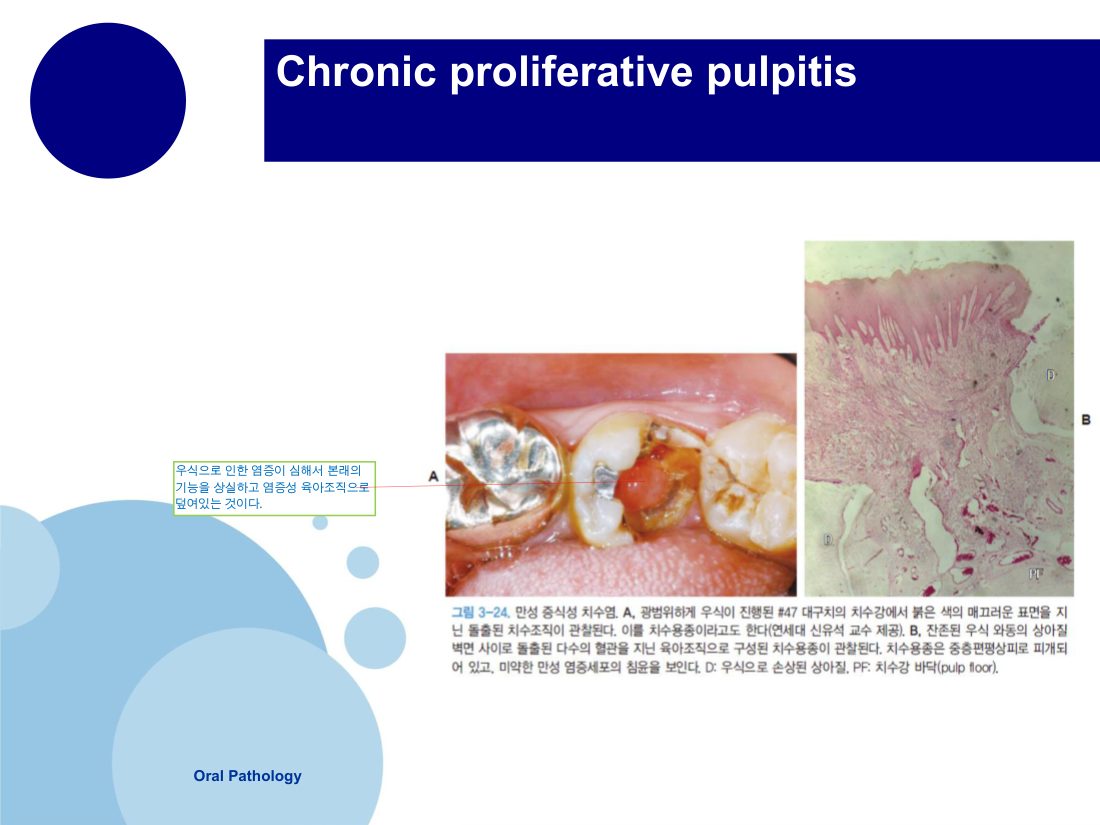 Chronic proliferative pulpitis
우식으로 인한 염증이 심해서 본래의
기능을 상실하고 염증성 육아조직으로
덮여있는 것이다.
A
B
D
D
PF
그림 3-24. 만성 증식성 치수염. A, 광범위하게 우식이 진행된 #47 대구치의 치수강에서 붉은 색의 매끄러운 표면을 지
닌 돌출된 치수조직이 관찰된다. 이를 치수용종이라고도 한다(연세대 신유석 교수 제공). B, 잔존된 우식 와동의 상아질
벽면 사이로 돌출된 다수의 혈관을 지닌 육아조직으로 구성된 치수용종이 관찰된다. 치수용종은 중층편평상피로 피개되
어 있고, 미약한 만성 염증세포의 침윤을 보인다. D: 우식으로 손상된 상아질, PF: 치수강 바닥(pulp floor).
Oral Pathology